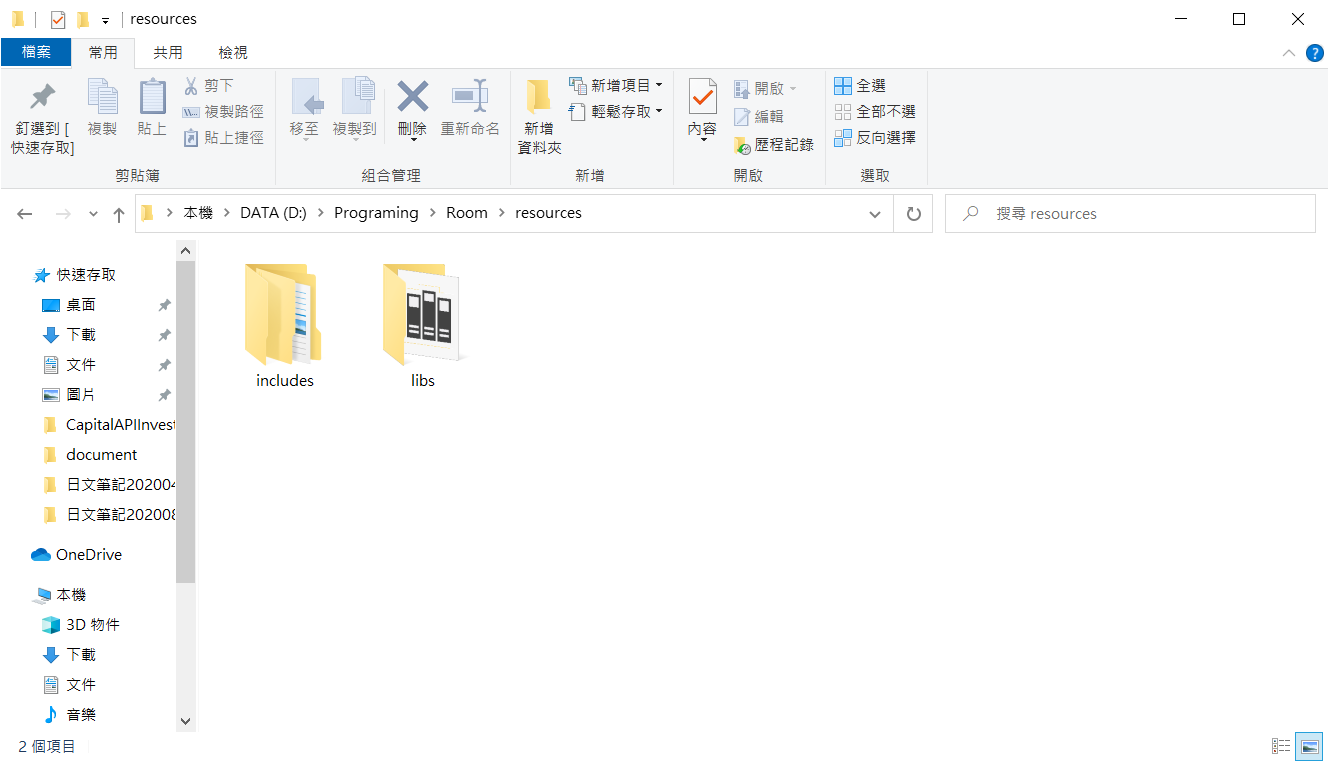 resources
檔案 常用 共用 檢視
釘選到 [
快速存取]
複製
貼上
剪下
複製路徑
貼上捷徑
剪貼簿
移至
複製到
刪除
重新命名
組合管理
新增
資料夾
新增項目
輕鬆存取
新增
內容
開啟
編輯
歷程記錄
開啟
全選
全部不選
反向選擇
選取
本機 DATA (D:) Programing Room resources
搜尋 resources
快速存取
桌面
下載
文件
圖片
CapitalAPIInvest
document
日文筆記202004
日文筆記202008
OneDrive
本機
3D 物件
下載
文件
音樂
includes
libs
2 個項目